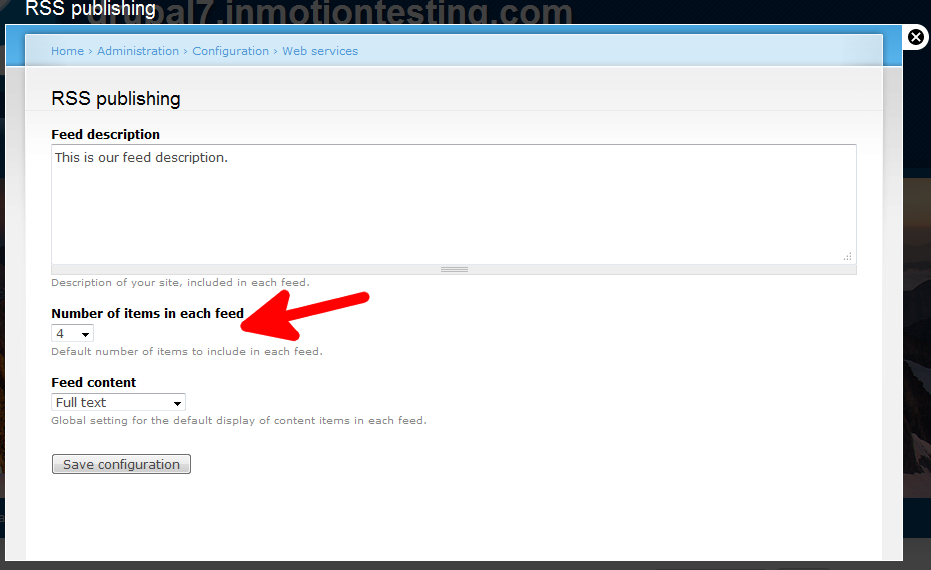 RSS publishing
drupal7.inmotiontesting.com
Home › Administration › Configuration › Web services
RSS publishing
Feed description
This is our feed description.
Description of your site, included in each feed.
Number of items in each feed
4
Default number of items to include in each feed.
Feed content
Full text
Global setting for the default display of content items in each feed.
Save configuration